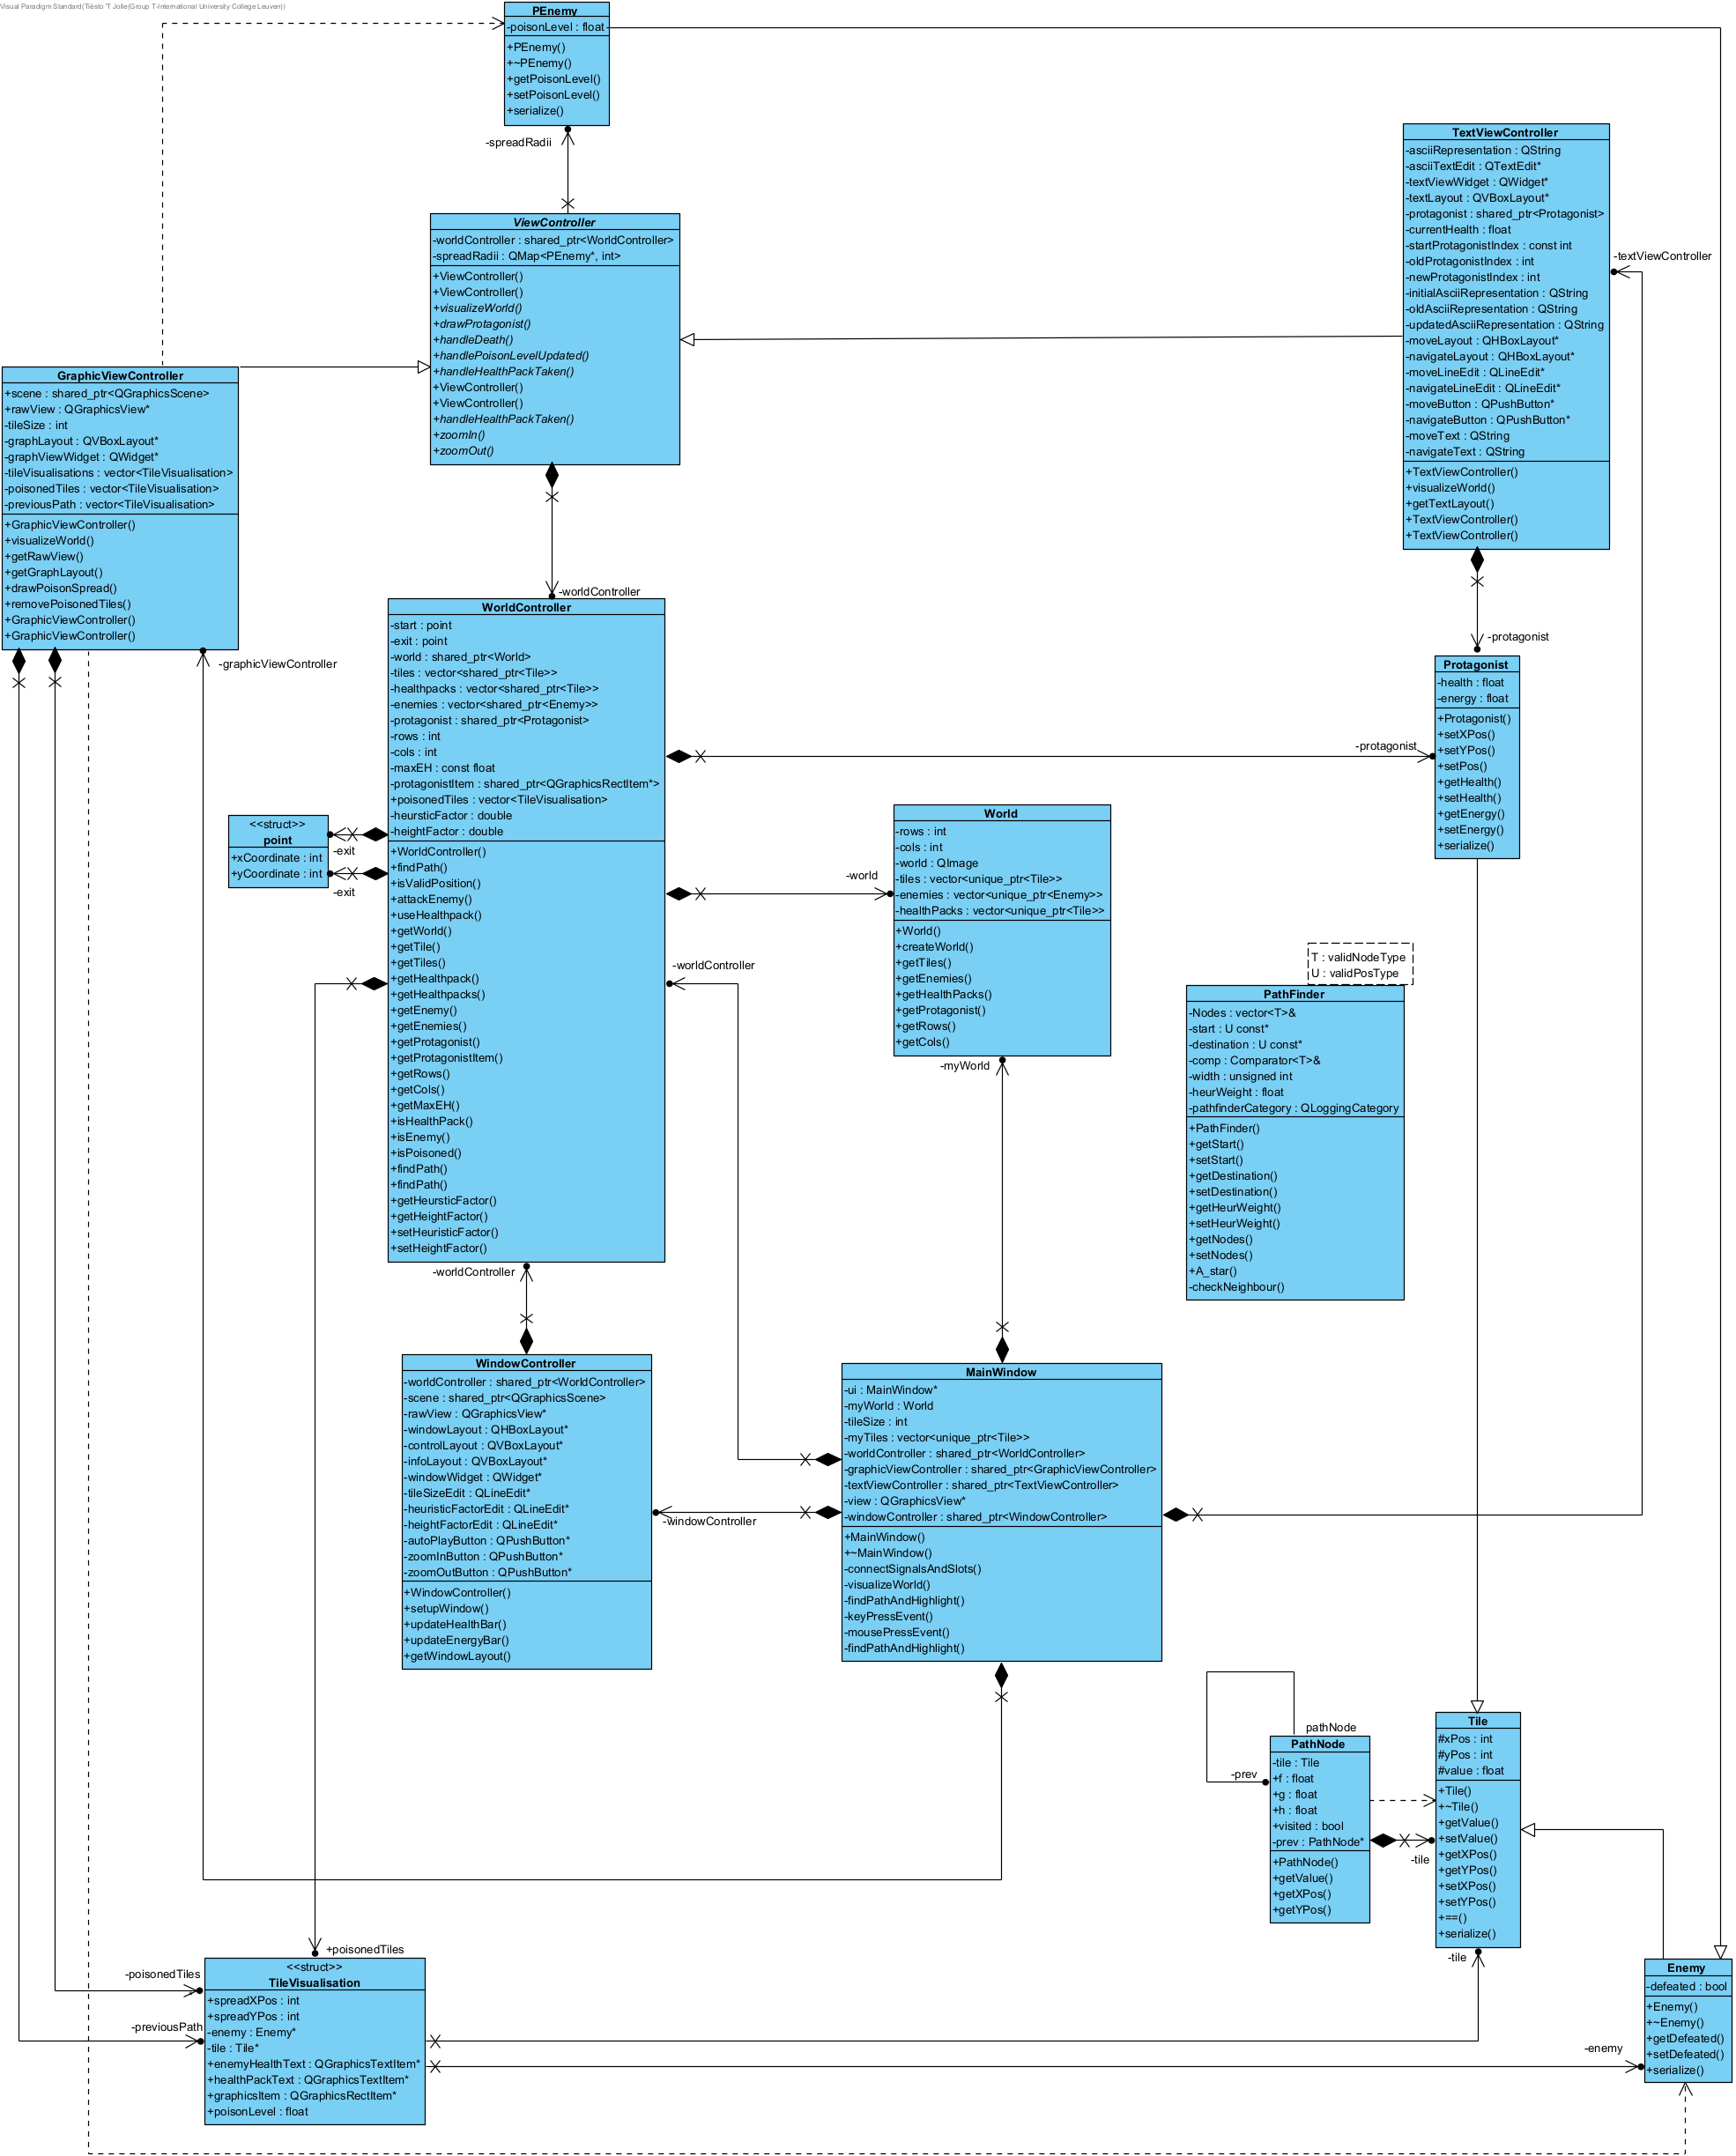 Visual Paradigm Standard(Tiësto 'T Jolle(Group T-International University College Leuven))
PEnemy
-poisonLevel : float
+PEnemy()
+~PEnemy()
+getPoisonLevel()
+setPoisonLevel()
+serialize()
-spreadRadii
ViewController
-worldController : shared_ptr<WorldController>
-spreadRadii : QMap<PEnemy*, int>
+ViewController()
+ViewController()
+visualizeWorld()
+drawProtagonist()
+handleDeath()
+handlePoisonLevelUpdated()
+handleHealthPackTaken()
+ViewController()
+ViewController()
+handleHealthPackTaken()
+zoomIn()
+zoomOut()
TextViewController
-asciiRepresentation : QString
-asciiTextEdit : QTextEdit*
-textViewWidget : QWidget*
-textLayout : QVBoxLayout*
-protagonist : shared_ptr<Protagonist>
-currentHealth : float
-startProtagonistIndex : const int
-oldProtagonistIndex : int
-newProtagonistIndex : int
-initialAsciiRepresentation : QString
-oldAsciiRepresentation : QString
-updatedAsciiRepresentation : QString
-moveLayout : QHBoxLayout*
-navigateLayout : QHBoxLayout*
-moveLineEdit : QLineEdit*
-navigateLineEdit : QLineEdit*
-moveButton : QPushButton*
-navigateButton : QPushButton*
-moveText : QString
-navigateText : QString
+TextViewController()
+visualizeWorld()
+getTextLayout()
+TextViewController()
+TextViewController()
-textViewController
GraphicViewController
+scene : shared_ptr<QGraphicsScene>
+rawView : QGraphicsView*
-tileSize : int
-graphLayout : QVBoxLayout*
-graphViewWidget : QWidget*
-tileVisualisations : vector<TileVisualisation>
-poisonedTiles : vector<TileVisualisation>
-previousPath : vector<TileVisualisation>
+GraphicViewController()
+visualizeWorld()
+getRawView()
+getGraphLayout()
+drawPoisonSpread()
+removePoisonedTiles()
+GraphicViewController()
+GraphicViewController()
-graphicViewController
-worldController
WorldController
-start : point
-exit : point
-world : shared_ptr<World>
-tiles : vector<shared_ptr<Tile>>
-healthpacks : vector<shared_ptr<Tile>>
-enemies : vector<shared_ptr<Enemy>>
-protagonist : shared_ptr<Protagonist>
-rows : int
-cols : int
-maxEH : const float
-protagonistItem : shared_ptr<QGraphicsRectItem*>
+poisonedTiles : vector<TileVisualisation>
-heursticFactor : double
-heightFactor : double
+WorldController()
+findPath()
+isValidPosition()
+attackEnemy()
+useHealthpack()
+getWorld()
+getTile()
+getTiles()
+getHealthpack()
+getHealthpacks()
+getEnemy()
+getEnemies()
+getProtagonist()
+getProtagonistItem()
+getRows()
+getCols()
+getMaxEH()
+isHealthPack()
+isEnemy()
+isPoisoned()
+findPath()
+findPath()
+getHeursticFactor()
+getHeightFactor()
+setHeuristicFactor()
+setHeightFactor()
-protagonist
Protagonist
-health : float
-energy : float
+Protagonist()
+setXPos()
+setYPos()
+setPos()
+getHealth()
+setHealth()
+getEnergy()
+setEnergy()
+serialize()
-protagonist
<<struct>>
point
+xCoordinate : int
+yCoordinate : int
-exit
-exit
-world
World
-rows : int
-cols : int
-world : QImage
-tiles : vector<unique_ptr<Tile>>
-enemies : vector<unique_ptr<Enemy>>
-healthPacks : vector<unique_ptr<Tile>>
+World()
+createWorld()
+getTiles()
+getEnemies()
+getHealthPacks()
+getProtagonist()
+getRows()
+getCols()
-worldController
-myWorld
T : validNodeType
U : validPosType
PathFinder
-Nodes : vector<T>&
-start : U const*
-destination : U const*
-comp : Comparator<T>&
-width : unsigned int
-heurWeight : float
-pathfinderCategory : QLoggingCategory
+PathFinder()
+getStart()
+setStart()
+getDestination()
+setDestination()
+getHeurWeight()
+setHeurWeight()
+getNodes()
+setNodes()
+A_star()
-checkNeighbour()
-worldController
WindowController
-worldController : shared_ptr<WorldController>
-scene : shared_ptr<QGraphicsScene>
-rawView : QGraphicsView*
-windowLayout : QHBoxLayout*
-controlLayout : QVBoxLayout*
-infoLayout : QVBoxLayout*
-windowWidget : QWidget*
-tileSizeEdit : QLineEdit*
-heuristicFactorEdit : QLineEdit*
-heightFactorEdit : QLineEdit*
-autoPlayButton : QPushButton*
-zoomInButton : QPushButton*
-zoomOutButton : QPushButton*
+WindowController()
+setupWindow()
+updateHealthBar()
+updateEnergyBar()
+getWindowLayout()
-windowController
MainWindow
-ui : MainWindow*
-myWorld : World
-tileSize : int
-myTiles : vector<unique_ptr<Tile>>
-worldController : shared_ptr<WorldController>
-graphicViewController : shared_ptr<GraphicViewController>
-textViewController : shared_ptr<TextViewController>
-view : QGraphicsView*
-windowController : shared_ptr<WindowController>
+MainWindow()
+~MainWindow()
-connectSignalsAndSlots()
-visualizeWorld()
-findPathAndHighlight()
-keyPressEvent()
-mousePressEvent()
-findPathAndHighlight()
pathNode
-prev
PathNode
-tile : Tile
+f : float
+g : float
+h : float
+visited : bool
-prev : PathNode*
+PathNode()
+getValue()
+getXPos()
+getYPos()
-tile
Tile
#xPos : int
#yPos : int
#value : float
+Tile()
+~Tile()
+getValue()
+setValue()
+getXPos()
+getYPos()
+setXPos()
+setYPos()
+==()
+serialize()
-tile
+poisonedTiles
-poisonedTiles
-previousPath
<<struct>>
TileVisualisation
+spreadXPos : int
+spreadYPos : int
-enemy : Enemy*
-tile : Tile*
+enemyHealthText : QGraphicsTextItem*
+healthPackText : QGraphicsTextItem*
+graphicsItem : QGraphicsRectItem*
+poisonLevel : float
-enemy
Enemy
-defeated : bool
+Enemy()
+~Enemy()
+getDefeated()
+setDefeated()
+serialize()